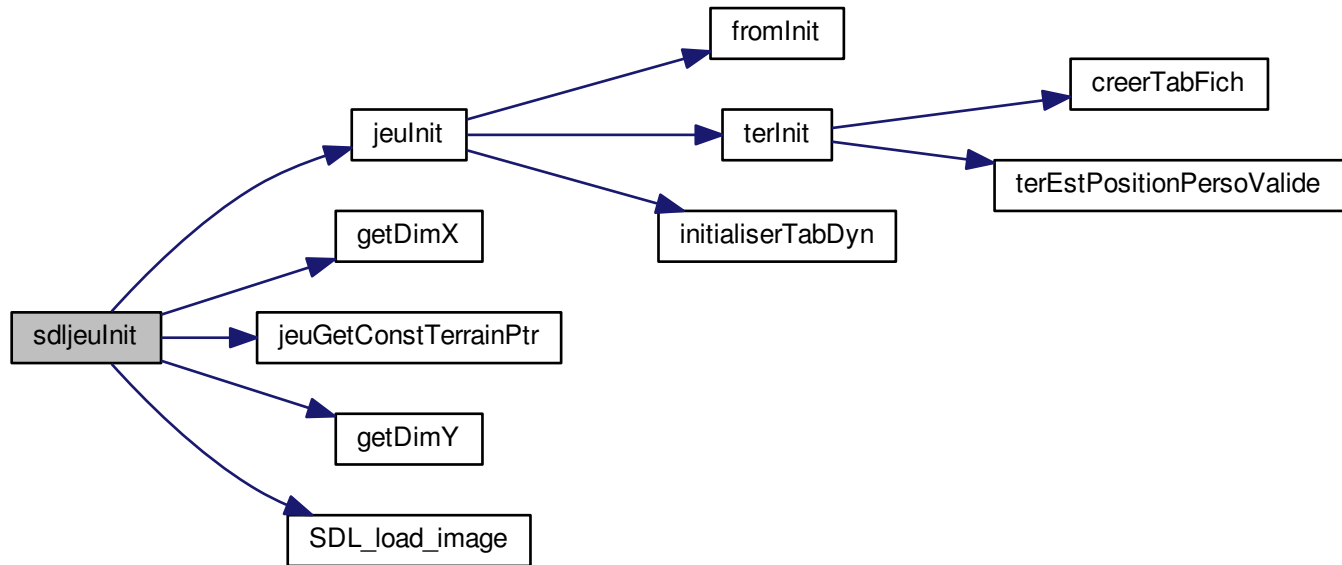 fromInit
creerTabFich
jeuInit
terInit
terEstPositionPersoValide
getDimX
initialiserTabDyn
sdljeuInit
jeuGetConstTerrainPtr
getDimY
SDL_load_image